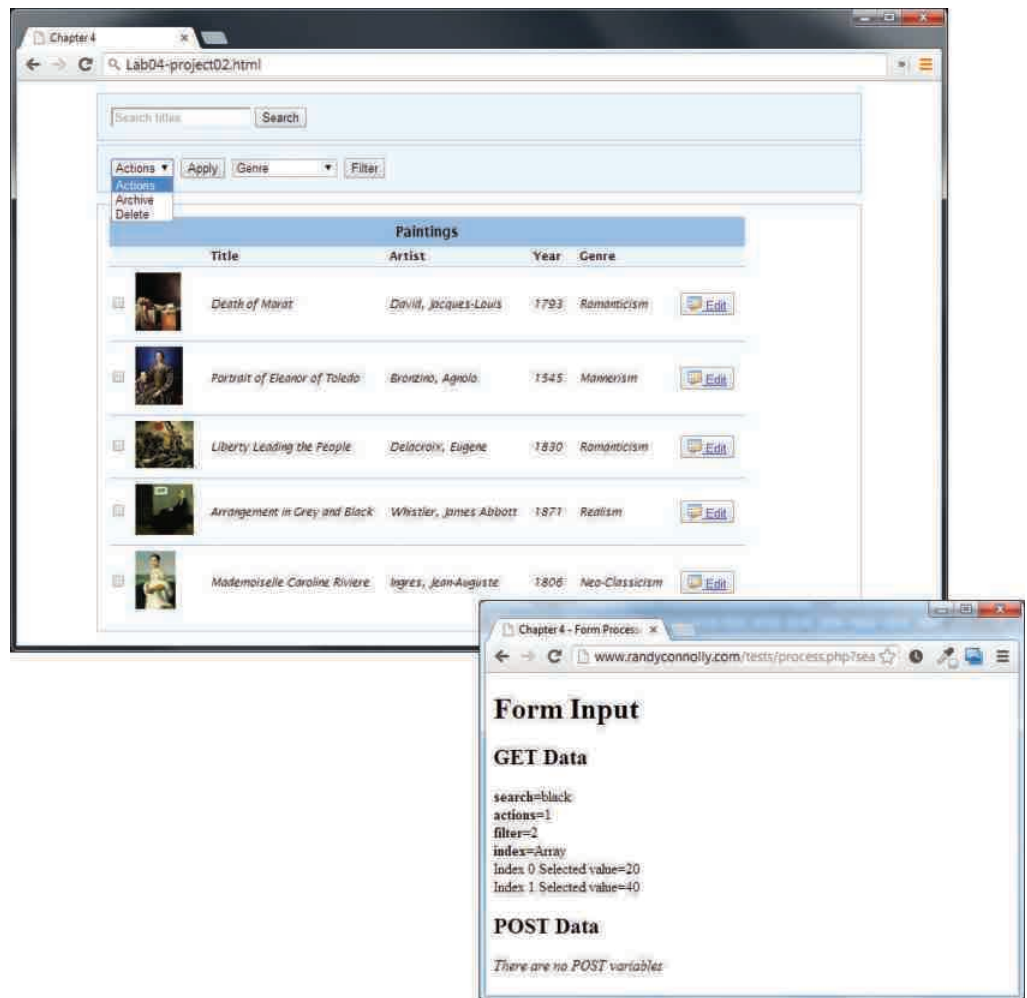 Chapter 4
Lab04-project02.html
Search titles Search
Actions Apply Genre Filter
Actions
Archive
Delete
Paintings
Title Artist Year Genre
Death of Marat David, Jacques-Louis 1793 Romanticism Edit
Portrait of Eleanor of Toledo Bronzino, Agnolo 1545 Mannerism Edit
Liberty Leading the People Delacroix, Eugene 1830 Romanticism Edit
Arrangement in Grey and Black Whistler, James Abbott 1871 Realism Edit
Mademoiselle Caroline Riviere Ingres, Jean-Auguste 1806 Neo-Classicism Edit
Chapter 4 - Form Process
www.randyconnolly.com/tests/process.php?sea
Form Input
GET Data
search=black
actions=1
filter=2
index=Array
Index 0 Selected value=20
Index 1 Selected value=40
POST Data
There are no POST variables